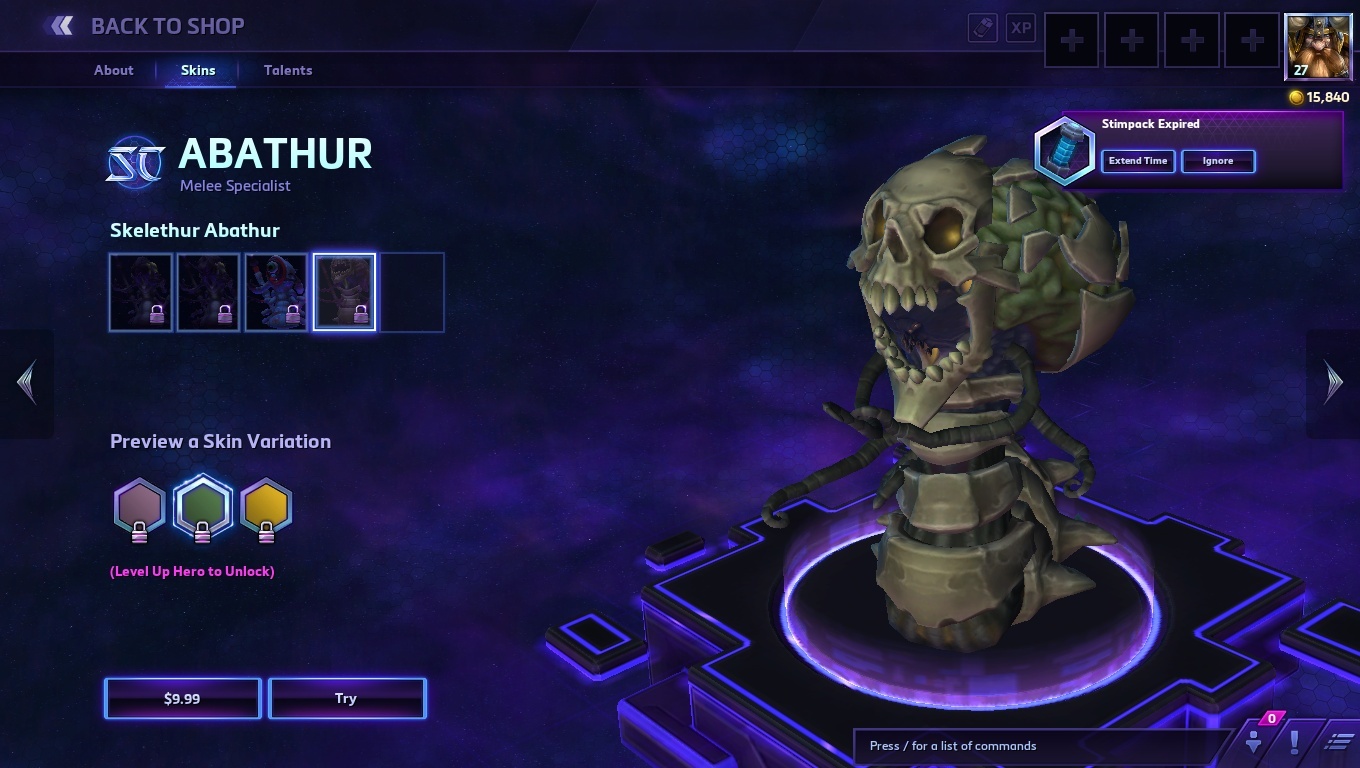 BACK TO SHOP
XP
27
About
Skins
Talents
15,840
Stimpack Expired
Extend Time
Ignore
SC
ABATHUR
Melee Specialist
Skelethur Abathur
Preview a Skin Variation
(Level Up Hero to Unlock)
$9.99
Try
0
Press / for a list of commands